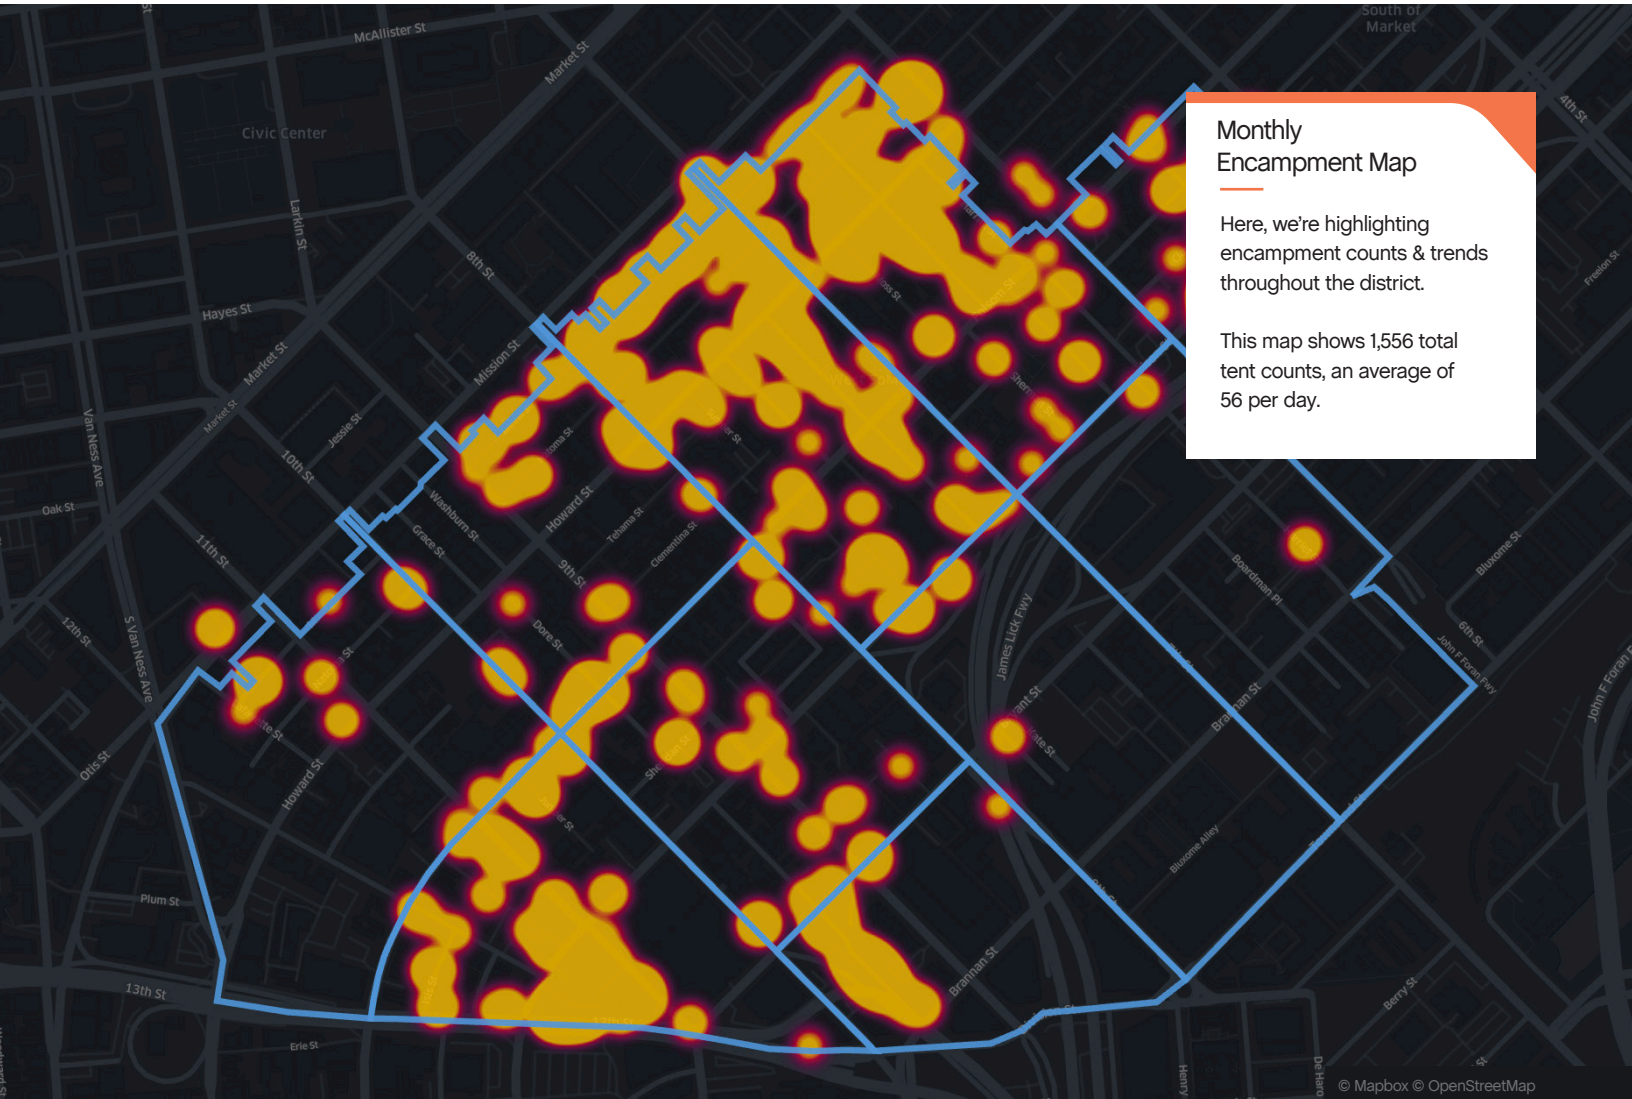 South of
Market
McAllister St
Market St
4th St
Civic Center
Monthly
Encampment Map
Here, we're highlighting
encampment counts & trends
throughout the district.
This map shows 1,556 total
tent counts, an average of
56 per day.
Larkin St
8th St
Freelon St
Hayes St
Market St
Mission St
Market St
Jessie St
Van Ness Ave
10th St
Washburn St
Howard St
Oak St
Grace St
Tehama St
Clementina St
11th St
9th St
Boardman Pl
Bluxome St
12th St
S Van Ness Ave
Dore St
James Lick Fwy
6th St
John F Foran Fwy
Otis St
Howard St
Brannan St
Bluxome Alley
Plum St
Brannan St
13th St
Berry St
Erie St
Henry
De Haro
© Mapbox © OpenStreetMap